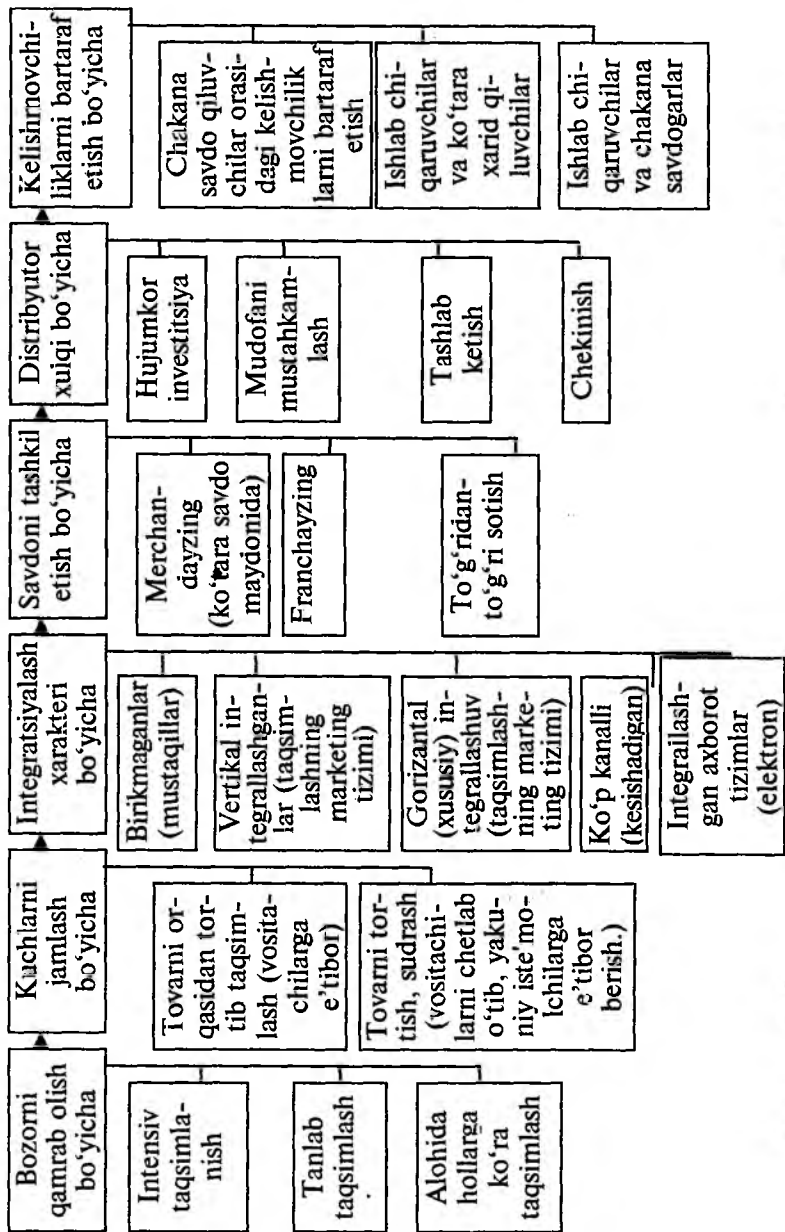 Bozorni
qamrab olish
bo‘yicha
Intensiv
taqsimla-
nish
Tanlab
taqsimlash
Alohida
hollarga
ko‘ra
taqsimlash
Kuchlarni
jamlash
bo‘yicha
Tovarni or-
qasidan tor-
tib taqsim-
lash (vosita-
chilarga
e’tibor)
Tovarni tor-
tish, sudrash
(vositachi-
larni chetlab
o‘tib, yaku-
niy iste’mo-
lchilarga
e’tibor
berish.)
Integratsiyalash
xarakteri
bo‘yicha
Birikmaganlar
(mustaqillar)
Vertikal in-
tegrallashgan-
lar (taqsim-
lashning
marketing
tizimi)
Gorizantal
(xususiy) in-
tegrallashuv
(taqsimlash-
ning marke-
ting tizimi)
Ko‘p kanalli
(kesishadigan)
Integrallash-
gan axborot
tizimlar
(elektron)
Savdoni tashkil
etish bo‘yicha
Merchan-
dayzing
(ko‘tara savdo
maydonida)
Franchayzing
To‘g‘ridan-
to‘g‘ri sotish
Distribyutor
xuiqi bo‘yicha
Hujumkor
investitsiya
Mudofani
mustahkam-
lash
Tashlab
ketish
Chekinish
Kelishmovchi-
liklarni bartaraf
etish bo‘yicha
Chakana
savdo qiluv-
chilar orasi-
dagi kelish-
movchilik
larni bartaraf
etish
Ishlab chi-
qaruvchilar
va ko‘tara
xarid qi-
luvchilar
Ishlab chi-
qaruvchilar
va chakana
savdogarlar